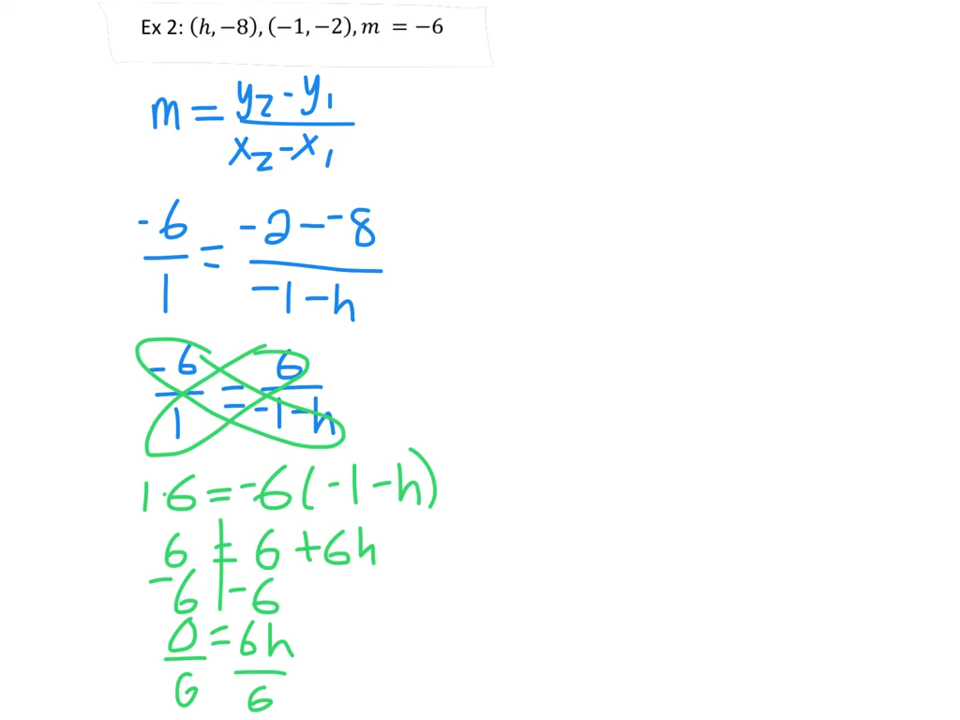 Ex 2: (h, −8), (−1, −2), m = −6
m = y₂ - y₁ / x₂ - x₁
-6/1 = -2 - -8 / -1 - h
-6/1 = 6 / -1 - h
1·6 = -6(-1 - h)
6 = 6 + 6h
-6 | -6
0/6 = 6h/6